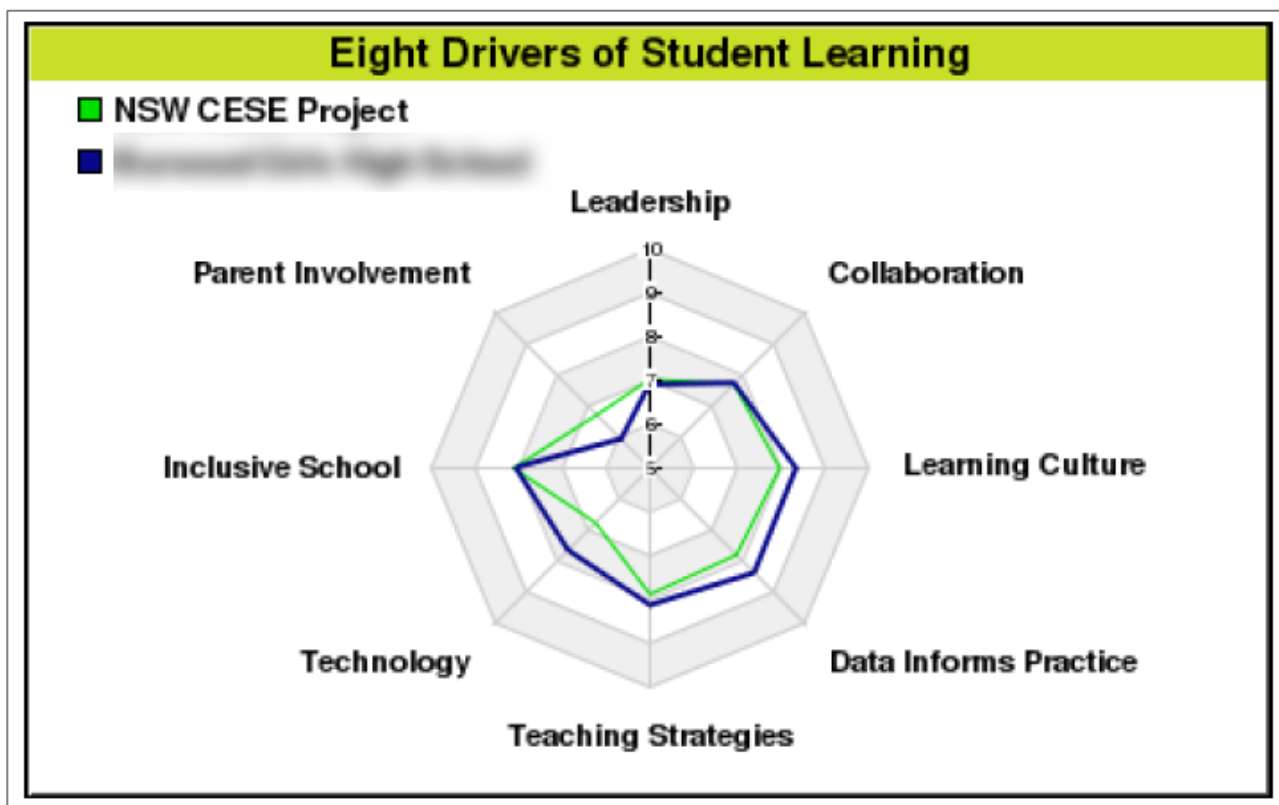 Eight Drivers of Student Learning
NSW CESE Project
Leadership
Parent Involvement
Collaboration
10
9
8
7
6
5
Inclusive School
Learning Culture
Technology
Data Informs Practice
Teaching Strategies